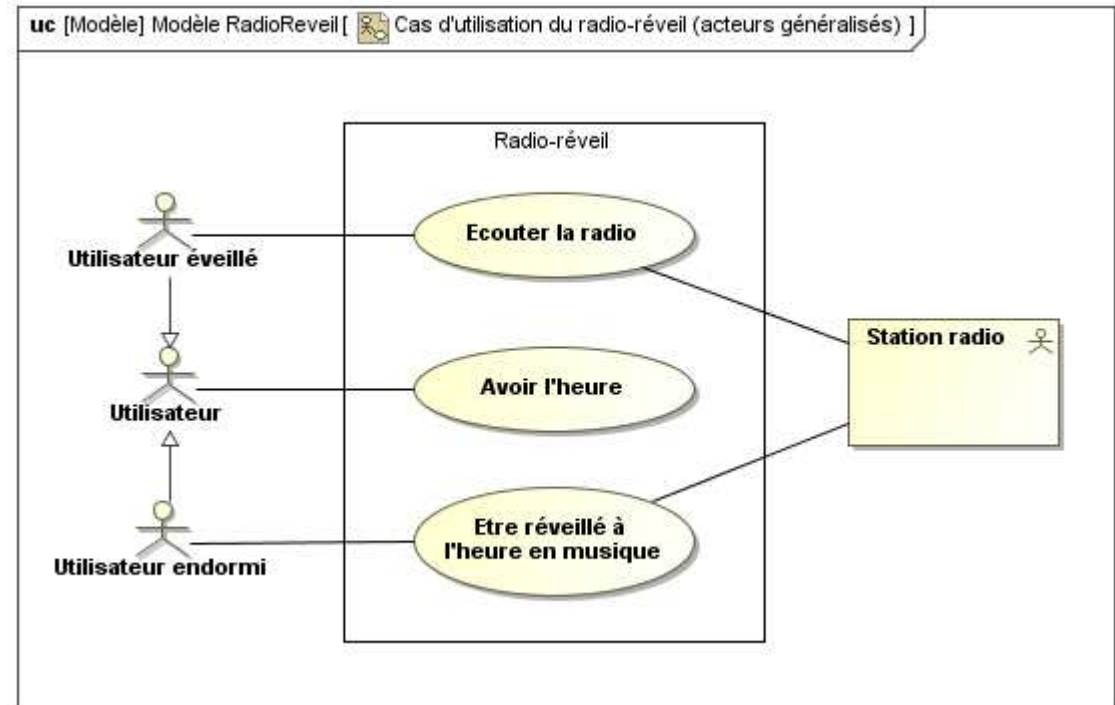 uc [Modèle] Modèle RadioReveil [ Cas d'utilisation du radio-réveil (acteurs généralisés) ]
Radio-réveil
Ecouter la radio
Utilisateur éveillé
Station radio
Avoir l'heure
Utilisateur
Etre réveillé à
l'heure en musique
Utilisateur endormi